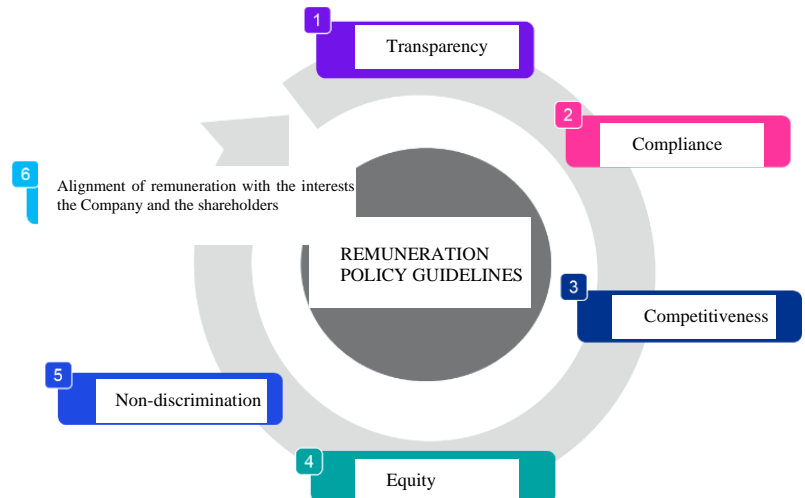 1
Transparency
2
Compliance
6
Alignment of remuneration with the interests
the Company and the shareholders
REMUNERATION
POLICY GUIDELINES
3
Competitiveness
5
Non-discrimination
4
Equity